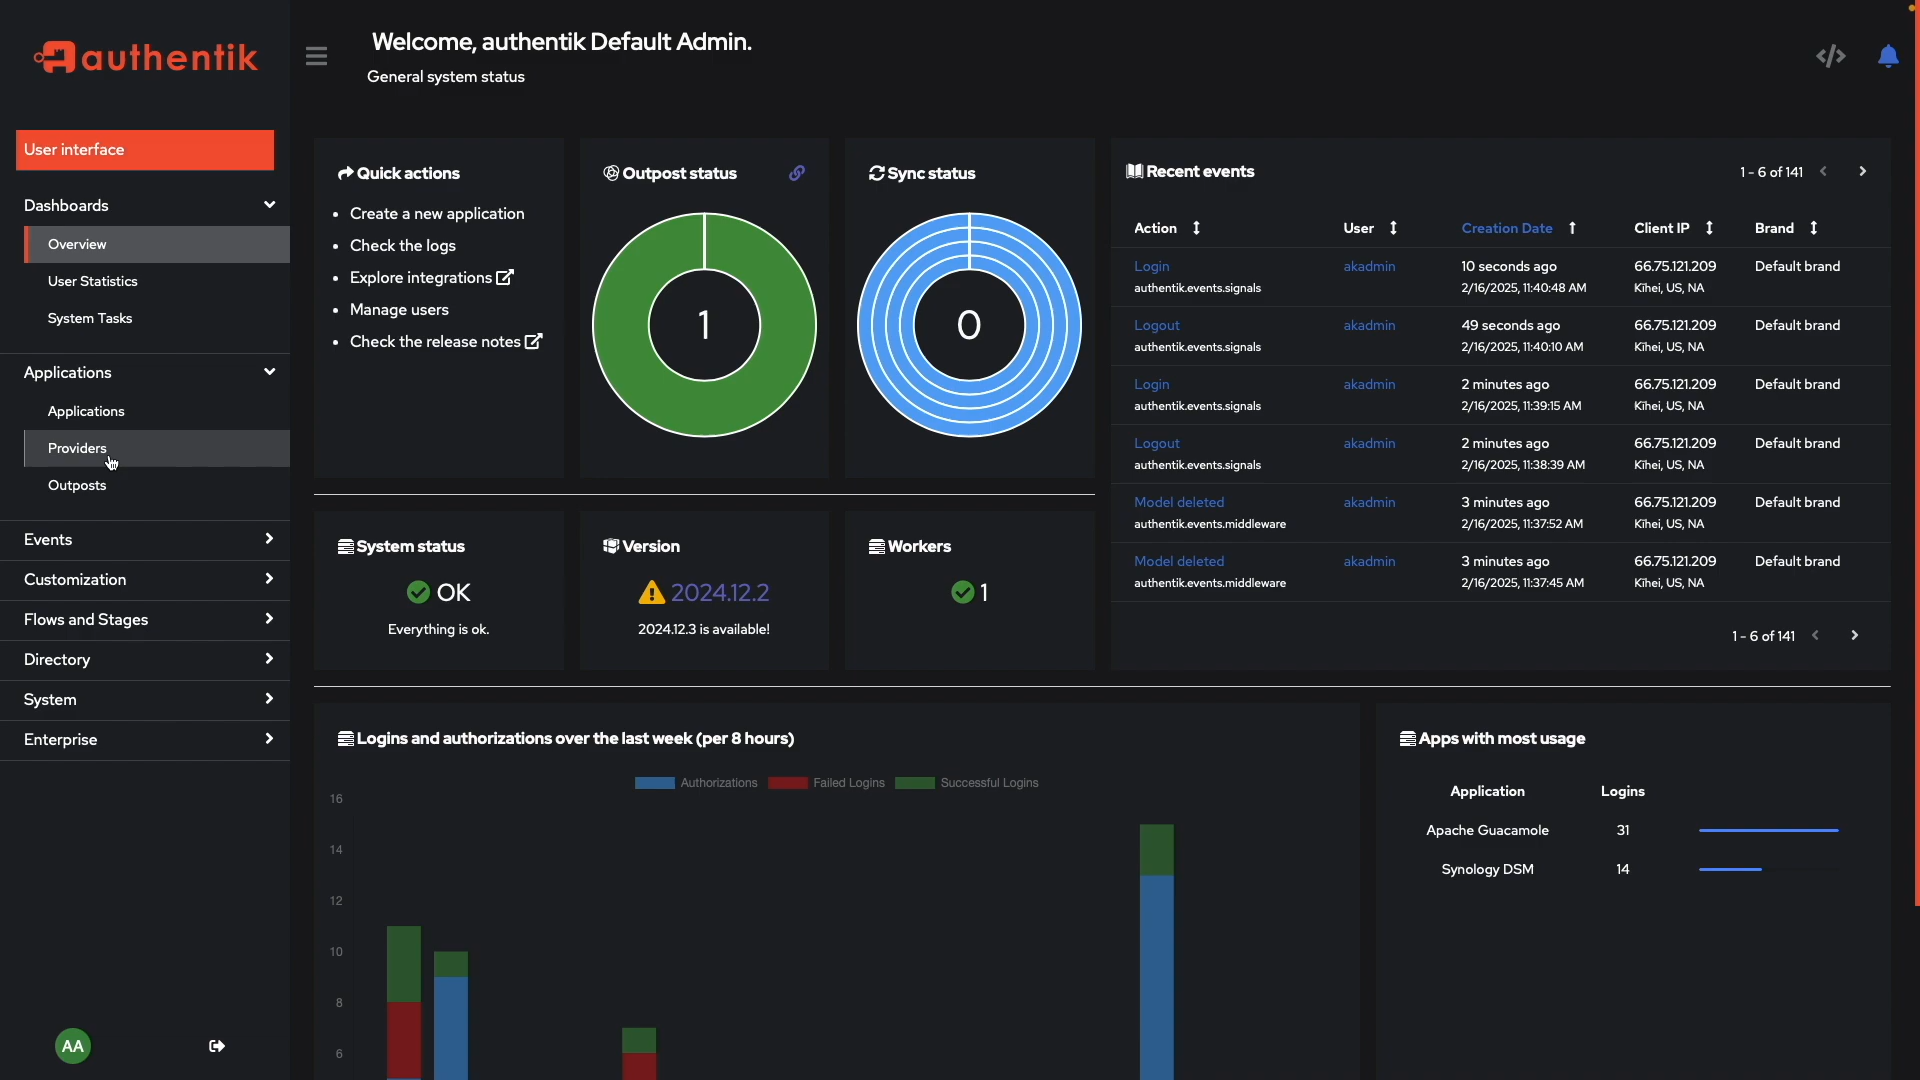 authentik
Welcome, authentik Default Admin.
General system status
User interface
Dashboards
Overview
User Statistics
System Tasks
Applications
Applications
Providers
Outposts
Events
Customization
Flows and Stages
Directory
System
Enterprise
AA
Quick actions
Create a new application
Check the logs
Explore integrations
Manage users
Check the release notes
Outpost status
1
Sync status
0
System status
OK
Everything is ok.
Version
2024.12.2
2024.12.3 is available!
Workers
1
Recent events
1 - 6 of 141
Action User Creation Date Client IP Brand
Login akadmin 10 seconds ago 66.75.121.209 Default brand
authentik.events.signals 2/16/2025, 11:40:48 AM Kīhei, US, NA
Logout akadmin 49 seconds ago 66.75.121.209 Default brand
authentik.events.signals 2/16/2025, 11:40:10 AM Kīhei, US, NA
Login akadmin 2 minutes ago 66.75.121.209 Default brand
authentik.events.signals 2/16/2025, 11:39:15 AM Kīhei, US, NA
Logout akadmin 2 minutes ago 66.75.121.209 Default brand
authentik.events.signals 2/16/2025, 11:38:39 AM Kīhei, US, NA
Model deleted akadmin 3 minutes ago 66.75.121.209 Default brand
authentik.events.middleware 2/16/2025, 11:37:52 AM Kīhei, US, NA
Model deleted akadmin 3 minutes ago 66.75.121.209 Default brand
authentik.events.middleware 2/16/2025, 11:37:45 AM Kīhei, US, NA
1 - 6 of 141
Logins and authorizations over the last week (per 8 hours)
Authorizations Failed Logins Successful Logins
16
14
12
10
8
6
Apps with most usage
Application Logins
Apache Guacamole 31
Synology DSM 14